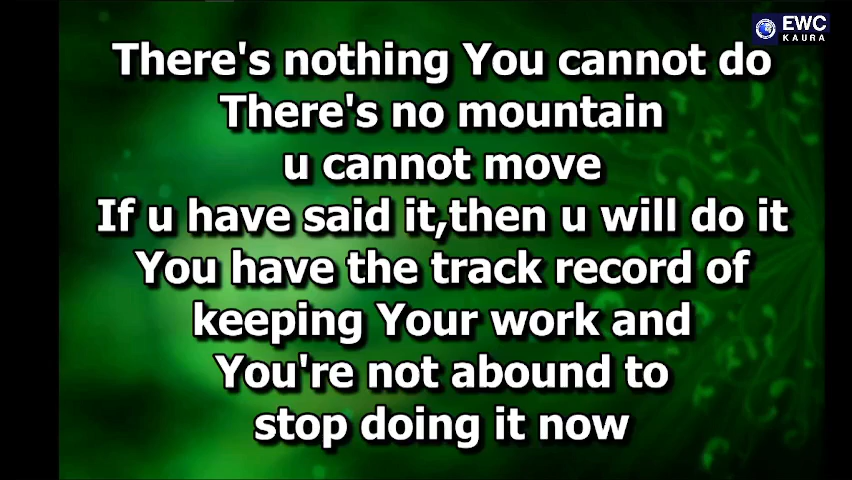 EWC
KAURA
There's nothing You cannot do
There's no mountain
u cannot move
If u have said it,then u will do it
You have the track record of
keeping Your work and
You're not abound to
stop doing it now